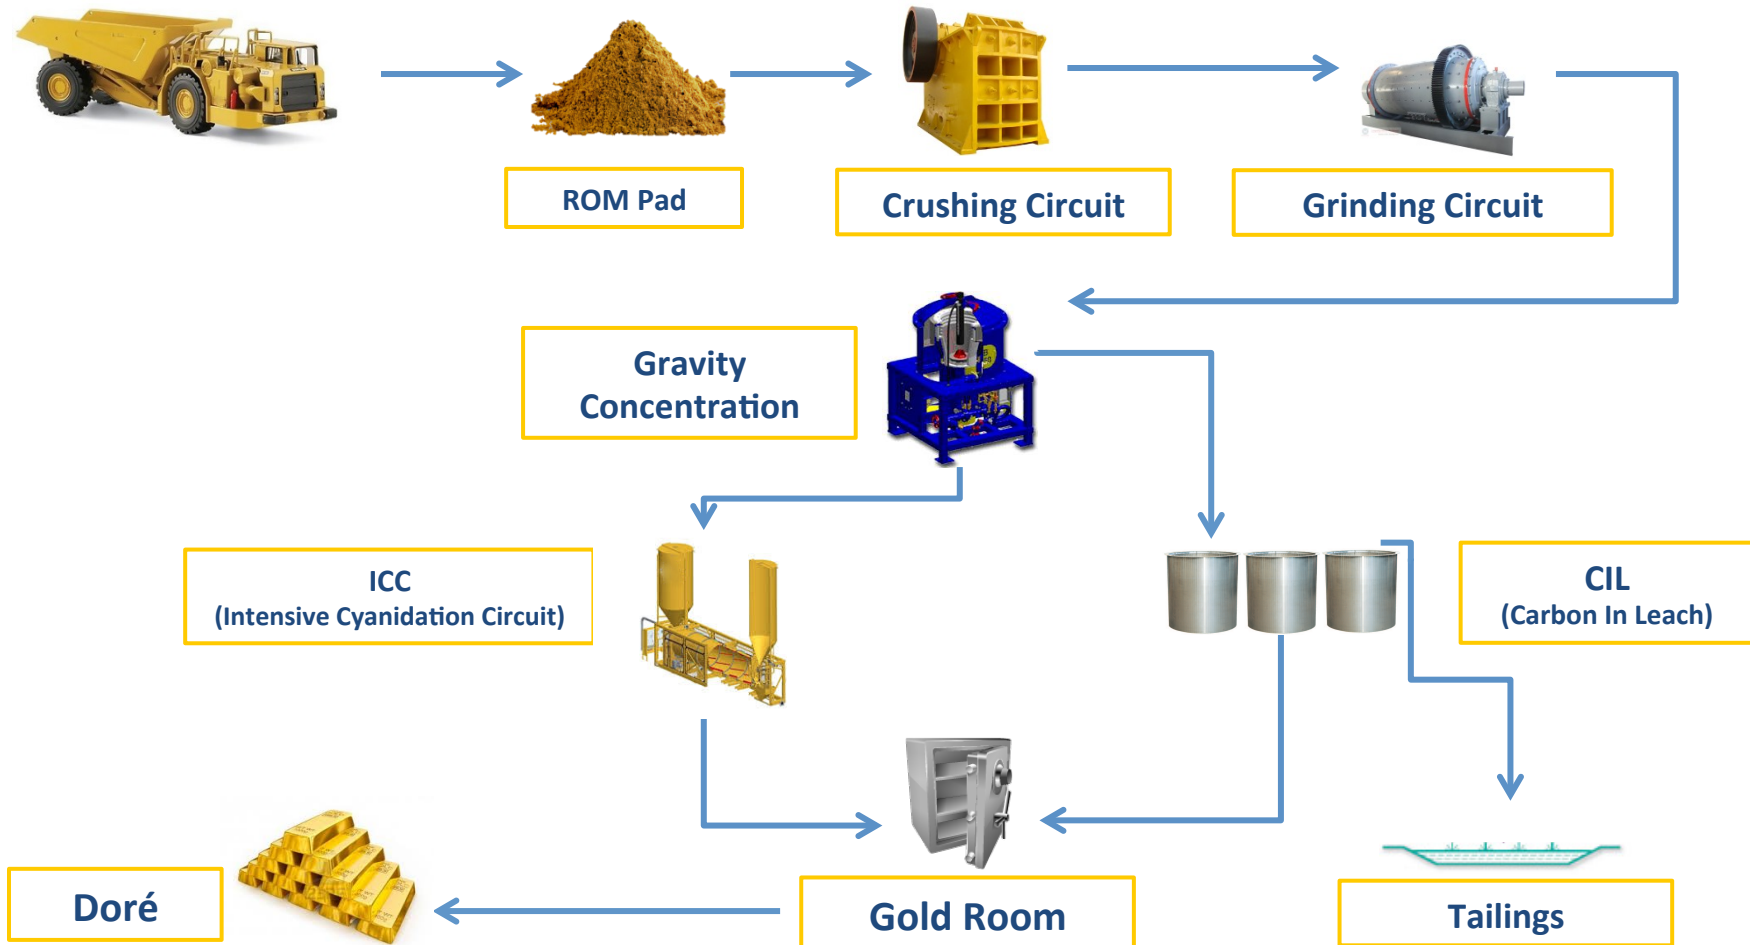 ROM Pad
Crushing Circuit
Grinding Circuit
Gravity
Concentration
ICC
(Intensive Cyanidation Circuit)
CIL
(Carbon In Leach)
Doré
Gold Room
Tailings